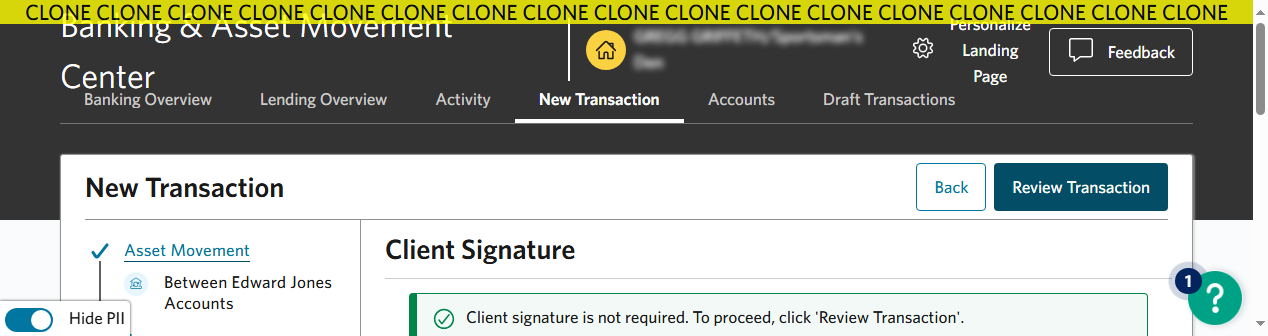 CLONE CLONE CLONE CLONE CLONE CLONE CLONE CLONE CLONE CLONE CLONE CLONE CLONE CLONE CLONE CLONE CLONE
Banking & Asset Movement
Center
Personalize
Landing
Page
Feedback
Banking Overview
Lending Overview
Activity
New Transaction
Accounts
Draft Transactions
New Transaction
Back
Review Transaction
Asset Movement
Between Edward Jones
Accounts
Client Signature
Client signature is not required. To proceed, click 'Review Transaction'.
Hide PII
1
?